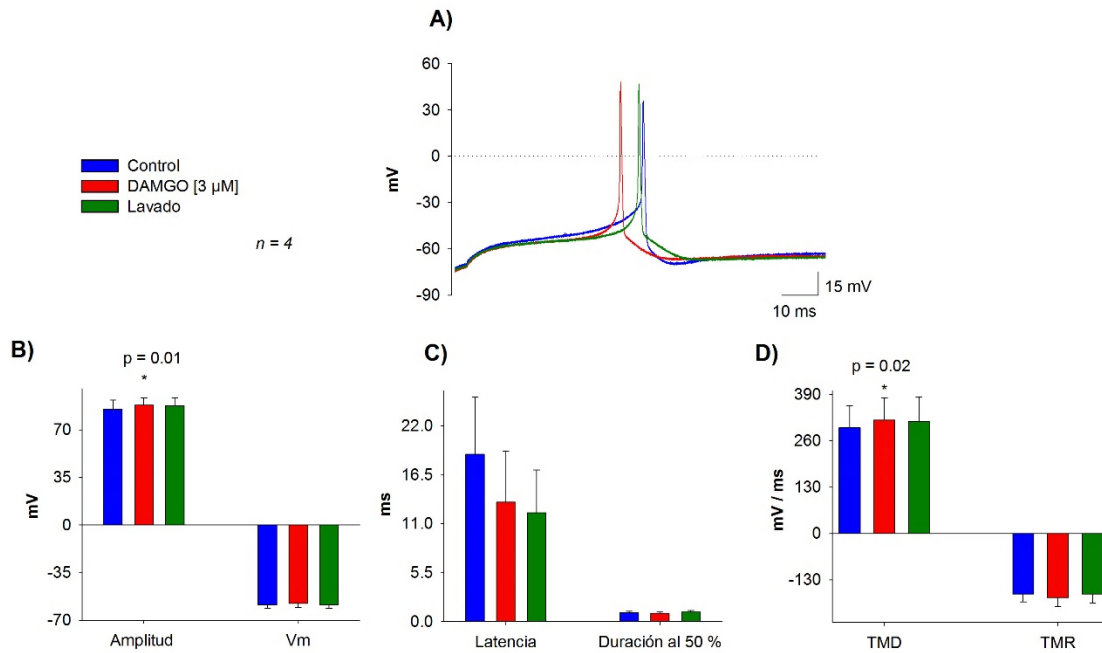 A)
60
30
0
-30
-60
-90
mV
15 mV
10 ms
Control
DAMGO [3 µM]
Lavado
n = 4
B)
p = 0.01
*
70
35
0
-35
-70
mV
Amplitud
Vm
C)
22.0
16.5
11.0
5.5
0.0
ms
Latencia
Duración al 50 %
D)
p = 0.02
*
390
260
130
0
-130
mV / ms
TMD
TMR